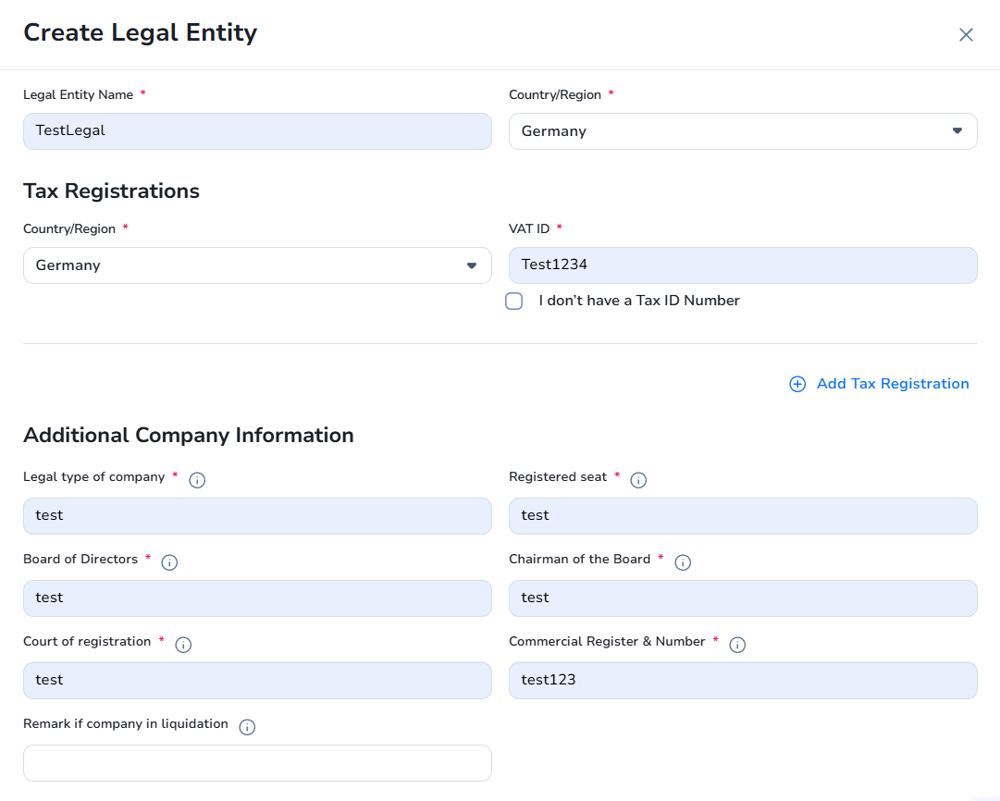 Create Legal Entity
Legal Entity Name *
Country/Region *
TestLegal
Germany
Tax Registrations
Country/Region *
VAT ID *
Germany
Test1234
I don’t have a Tax ID Number
Add Tax Registration
Additional Company Information
Legal type of company *
Registered seat *
test
test
Board of Directors *
Chairman of the Board *
test
test
Court of registration *
Commercial Register & Number *
test
test123
Remark if company in liquidation